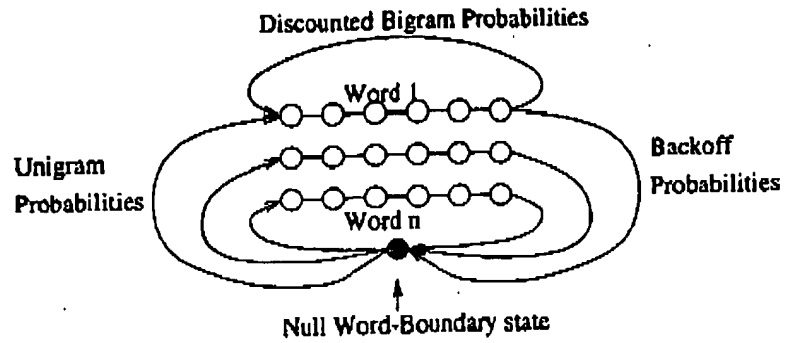 Discounted Bigram Probabilities
Word 1
Unigram
Probabilities
Backoff
Probabilities
Word n
Null Word-Boundary state